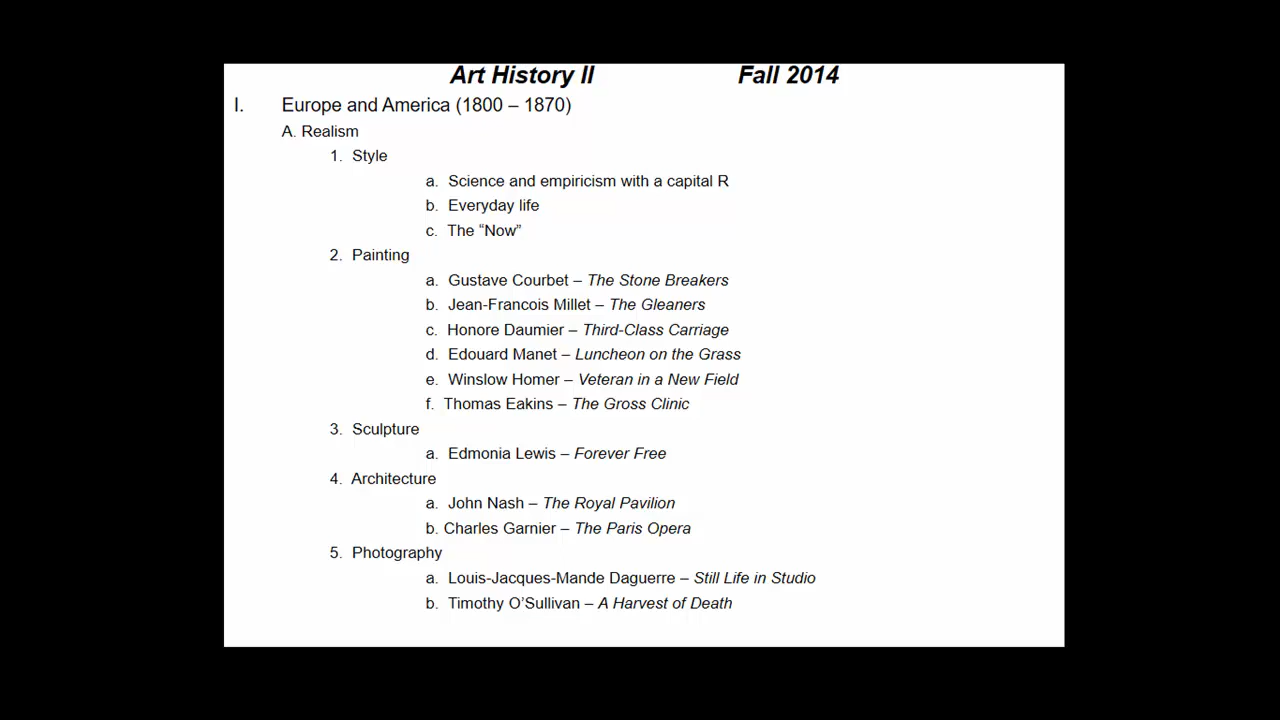 Art History II Fall 2014
I. Europe and America (1800 – 1870)
A. Realism
1. Style
a. Science and empiricism with a capital R
b. Everyday life
c. The “Now”
2. Painting
a. Gustave Courbet – The Stone Breakers
b. Jean-Francois Millet – The Gleaners
c. Honore Daumier – Third-Class Carriage
d. Edouard Manet – Luncheon on the Grass
e. Winslow Homer – Veteran in a New Field
f. Thomas Eakins – The Gross Clinic
3. Sculpture
a. Edmonia Lewis – Forever Free
4. Architecture
a. John Nash – The Royal Pavilion
b. Charles Garnier – The Paris Opera
5. Photography
a. Louis-Jacques-Mande Daguerre – Still Life in Studio
b. Timothy O’Sullivan – A Harvest of Death